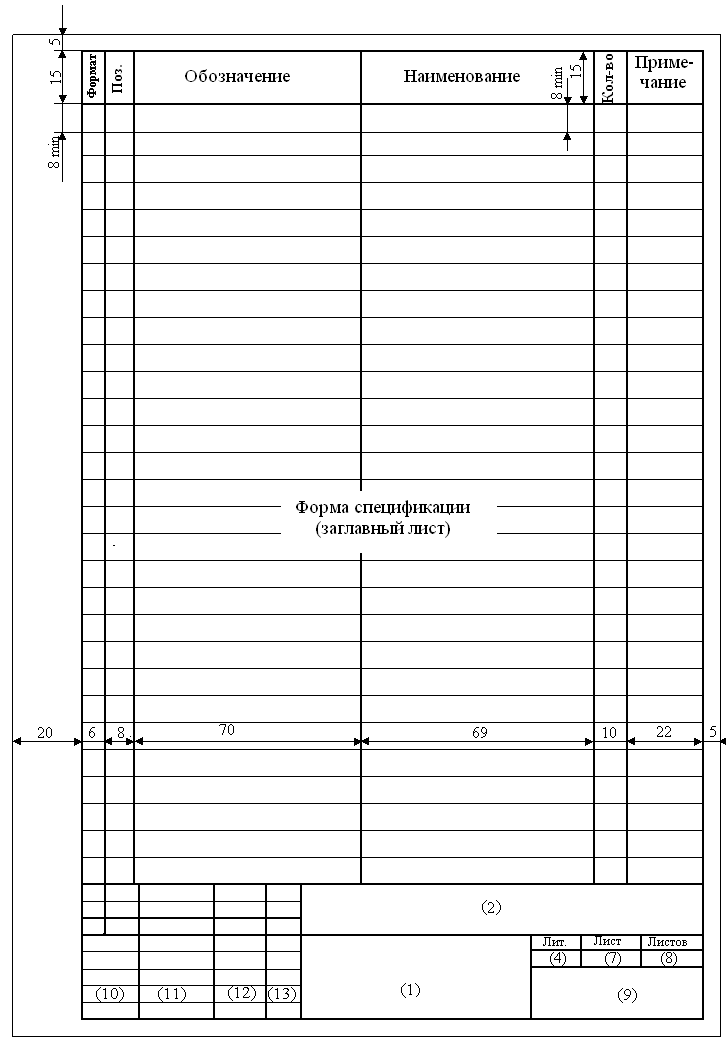 5
15
8 min
Формат
Поз.
Обозначение
Наименование
8 min
15
Кол-во
Приме-
чание
Форма спецификации
(заглавный лист)
20
6
8
70
69
10
22
5
(2)
Лит.
Лист
Листов
(4)
(7)
(8)
(10)
(11)
(12)
(13)
(1)
(9)